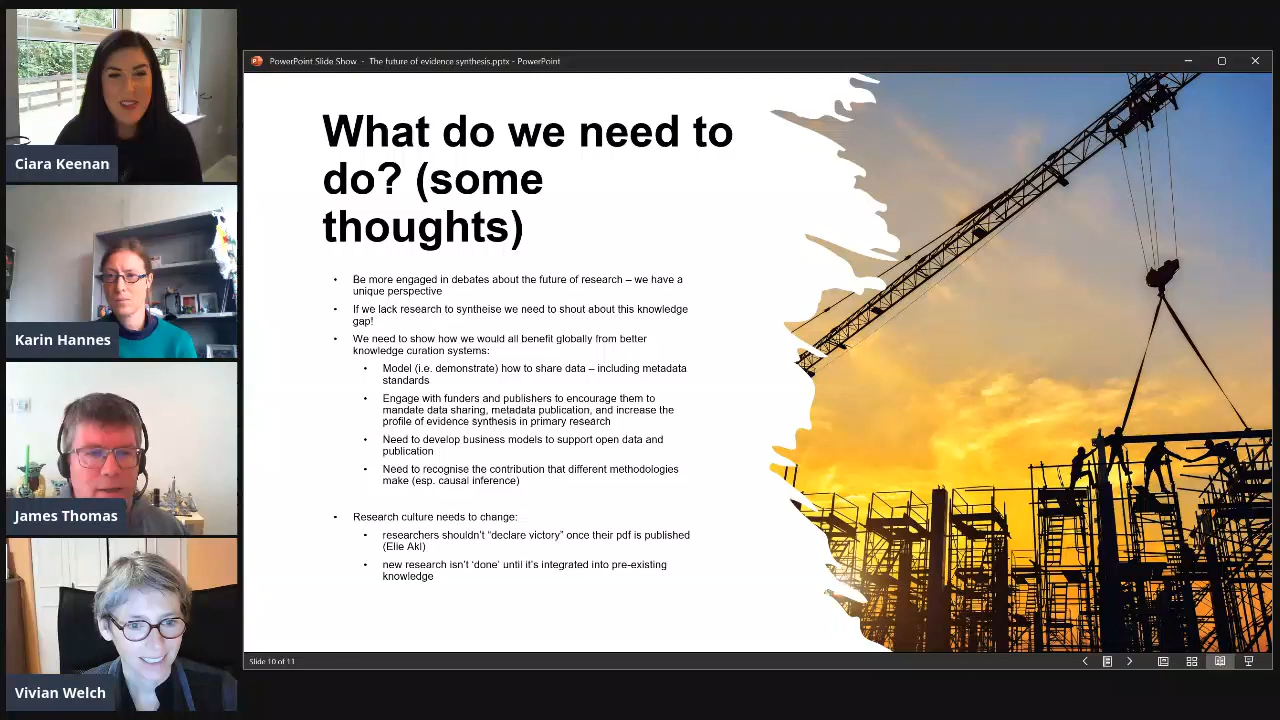 Ciara Keenan
Karin Hannes
James Thomas
Vivian Welch
PowerPoint Slide Show - The future of evidence synthesis.pptx - PowerPoint
What do we need to
do? (some
thoughts)
• Be more engaged in debates about the future of research – we have a
unique perspective
• If we lack research to syntheise we need to shout about this knowledge
gap!
• We need to show how we would all benefit globally from better
knowledge curation systems:
• Model (i.e. demonstrate) how to share data – including metadata
standards
• Engage with funders and publishers to encourage them to
mandate data sharing, metadata publication, and increase the
profile of evidence synthesis in primary research
• Need to develop business models to support open data and
publication
• Need to recognise the contribution that different methodologies
make (esp. causal inference)
• Research culture needs to change:
• researchers shouldn't “declare victory” once their pdf is published
(Elie Akl)
• new research isn't ‘done’ until it's integrated into pre-existing
knowledge
Slide 10 of 11